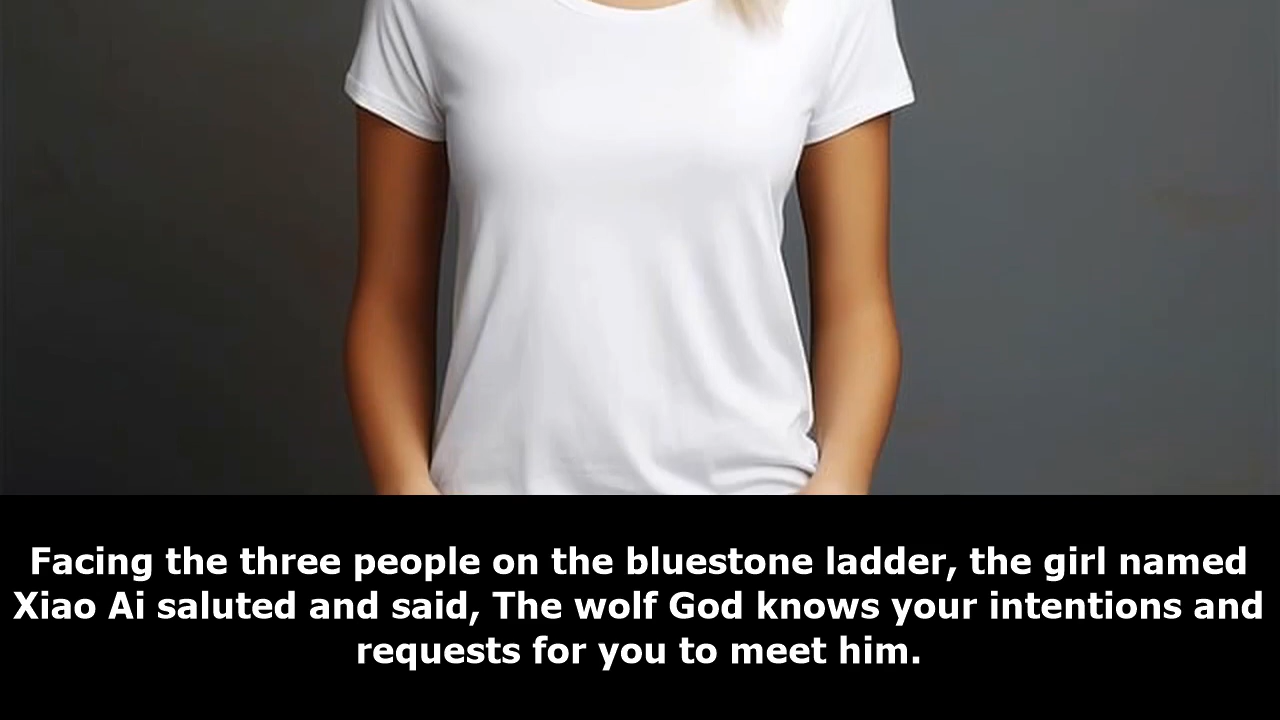 Facing the three people on the bluestone ladder, the girl named
Xiao Ai saluted and said, The wolf God knows your intentions and
requests for you to meet him.